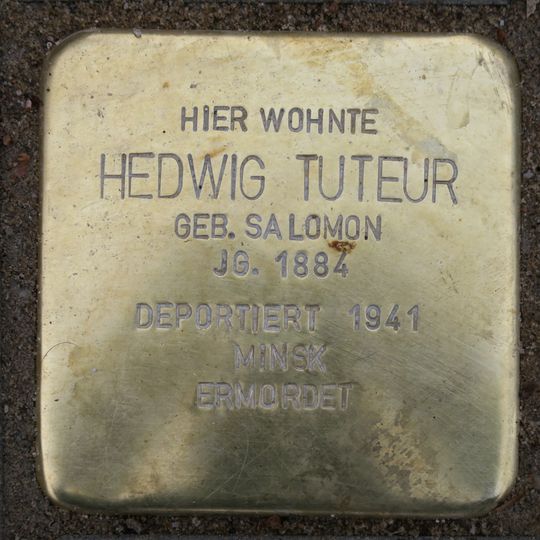 HIER WOHNTE
HEDWIG TUTEUR
GEB. SALOMON
JG. 1884
DEPORTIERT 1941
MINSK
ERMORDET